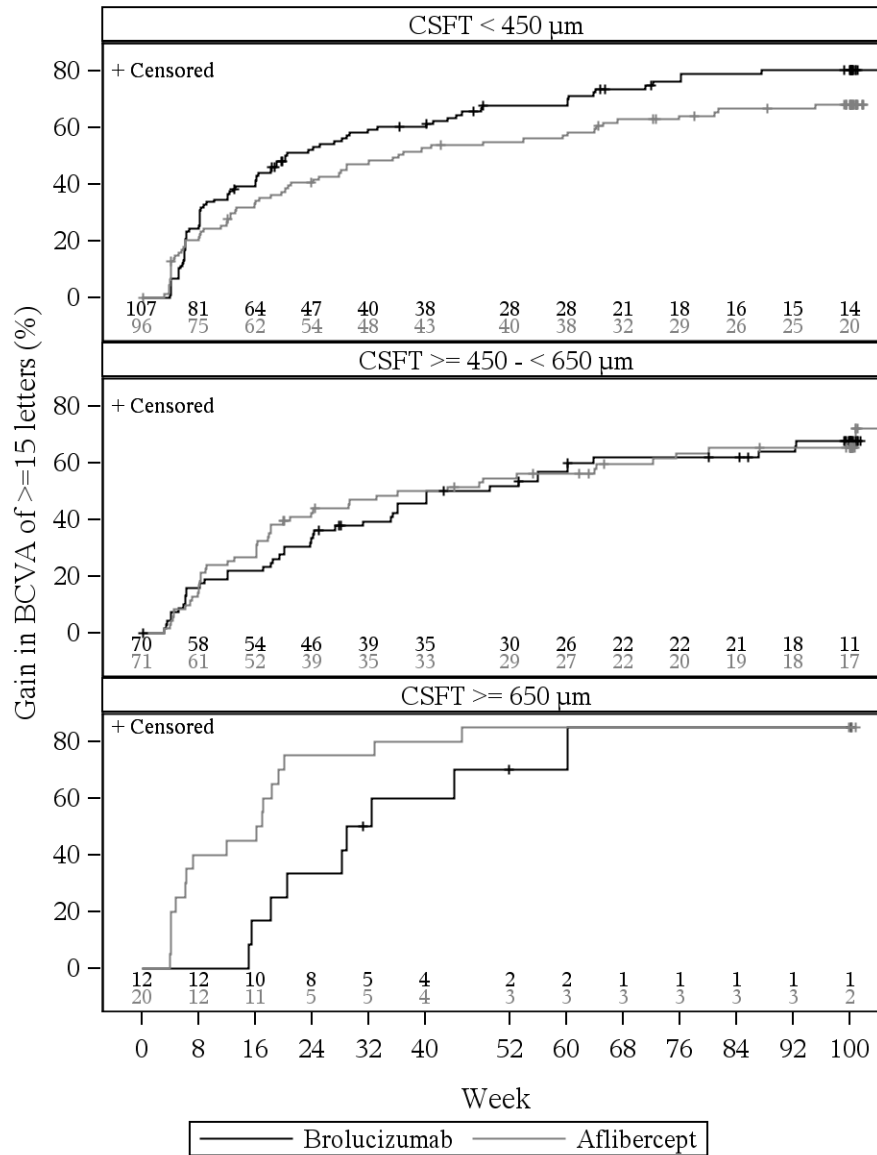 CSFT < 450 µm
+ Censored
80
60
40
20
0
107 81 64 47 40 38 28 28 21 18 16 15 14
96 75 62 54 48 43 40 38 32 29 26 25 20
CSFT >= 450 - < 650 µm
+ Censored
80
60
40
20
0
70 58 54 46 39 35 30 26 22 22 21 18 11
71 61 52 39 35 33 29 27 22 20 19 18 17
CSFT >= 650 µm
+ Censored
80
60
40
20
0
12 12 10 8 5 4 2 2 1 1 1 1 1
20 12 11 5 5 4 3 3 3 3 3 3 2
0 8 16 24 32 40 52 60 68 76 84 92 100
Gain in BCVA of >=15 letters (%)
Week
Brolucizumab Aflibercept